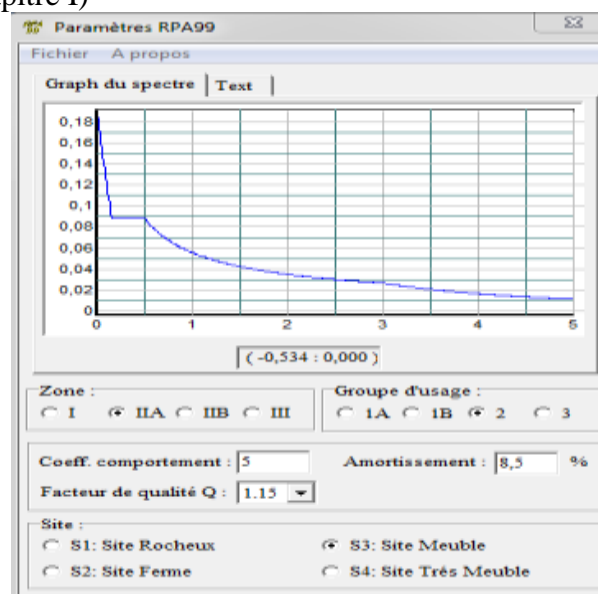 pitre I)
Paramètres RPA99
Fichier A propos
Graph du spectre Text
0,18
0,16
0,14
0,12
0,1
0,08
0,06
0,04
0,02
0
0 1 2 3 4 5
( -0,534 : 0,000 )
Zone : Groupe d'usage :
I IIA IIB III 1A 1B 2 3
Coeff. comportement : 5 Amortissement : 8,5 %
Facteur de qualité Q : 1.15
Site :
S1: Site Rocheux S3: Site Meuble
S2: Site Ferme S4: Site Trés Meuble